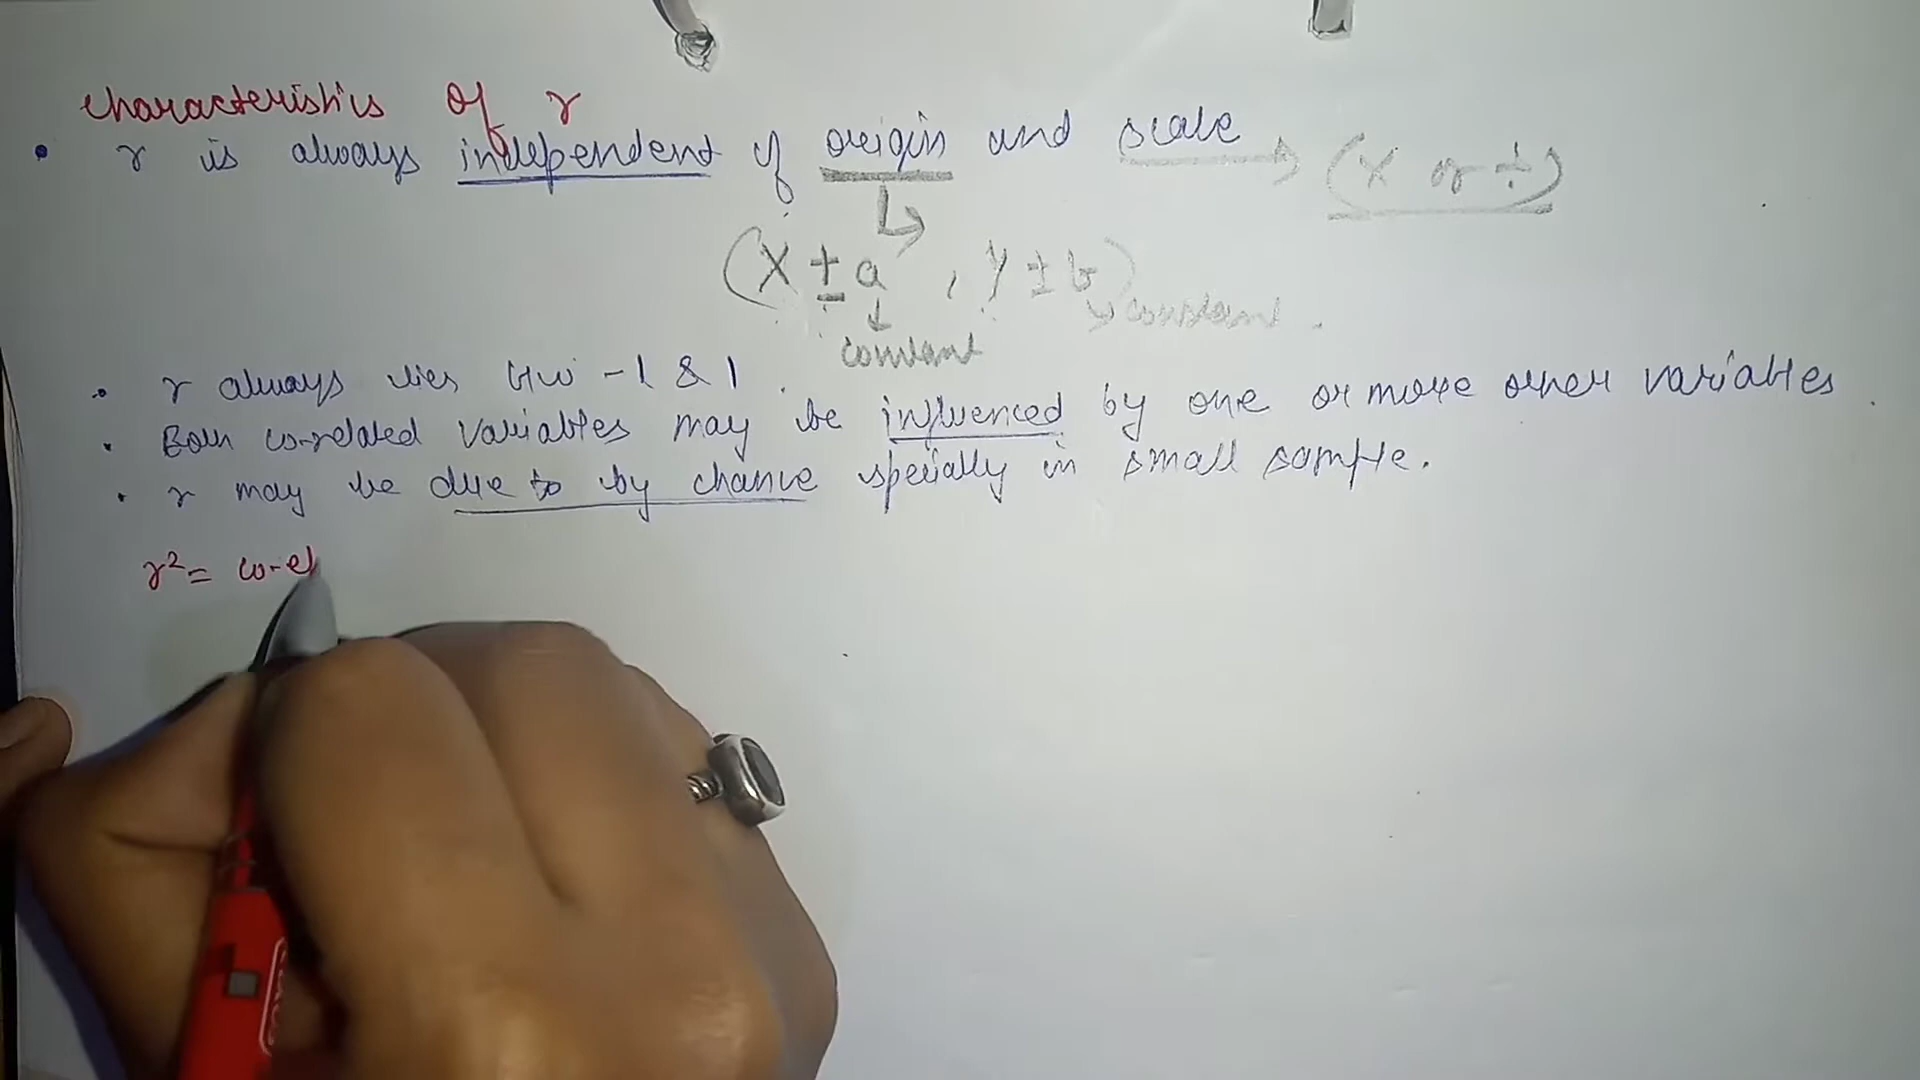 Characteristics of r
• r is always independent of origin and scale → (× or ÷)
(X ± a , y ± b)
constant
constant
• r always lies btw -1 & 1 .
• Both co-related variables may be influenced by one or more other variables .
• r may be due to by chance specially in small sample.
r² = co-ef